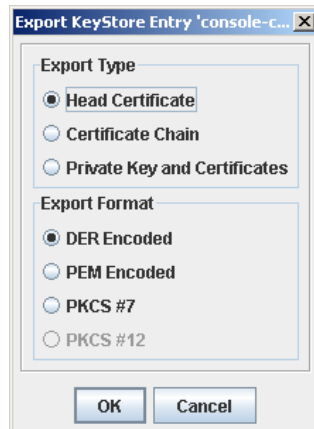 Export KeyStore Entry 'console-c...
Export Type
Head Certificate
Certificate Chain
Private Key and Certificates
Export Format
DER Encoded
PEM Encoded
PKCS #7
PKCS #12
OK Cancel